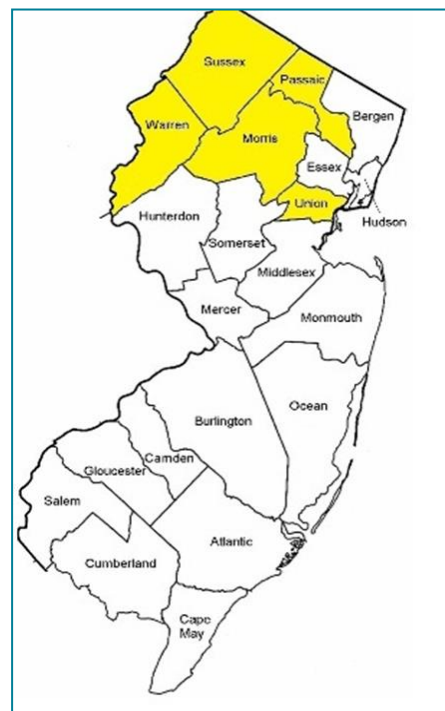 Sussex
Passaic
Bergen
Warren
Morris
Essex
Union
Hudson
Hunterdon
Somerset
Middlesex
Mercer
Monmouth
Ocean
Burlington
Camden
Gloucester
Salem
Atlantic
Cumberland
Cape
May